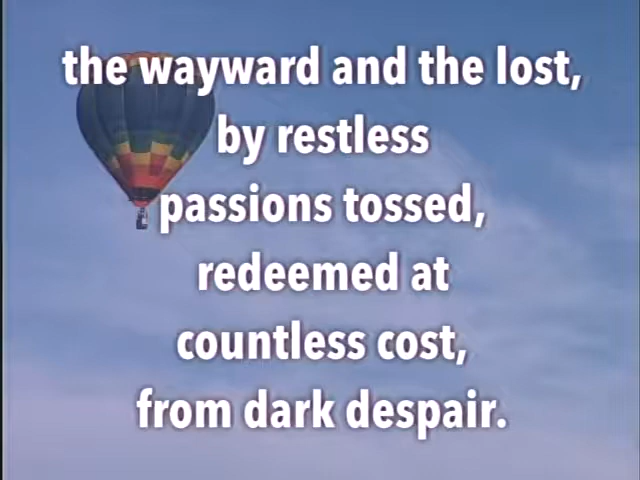 the wayward and the lost,
by restless
passions tossed,
redeemed at
countless cost,
from dark despair.